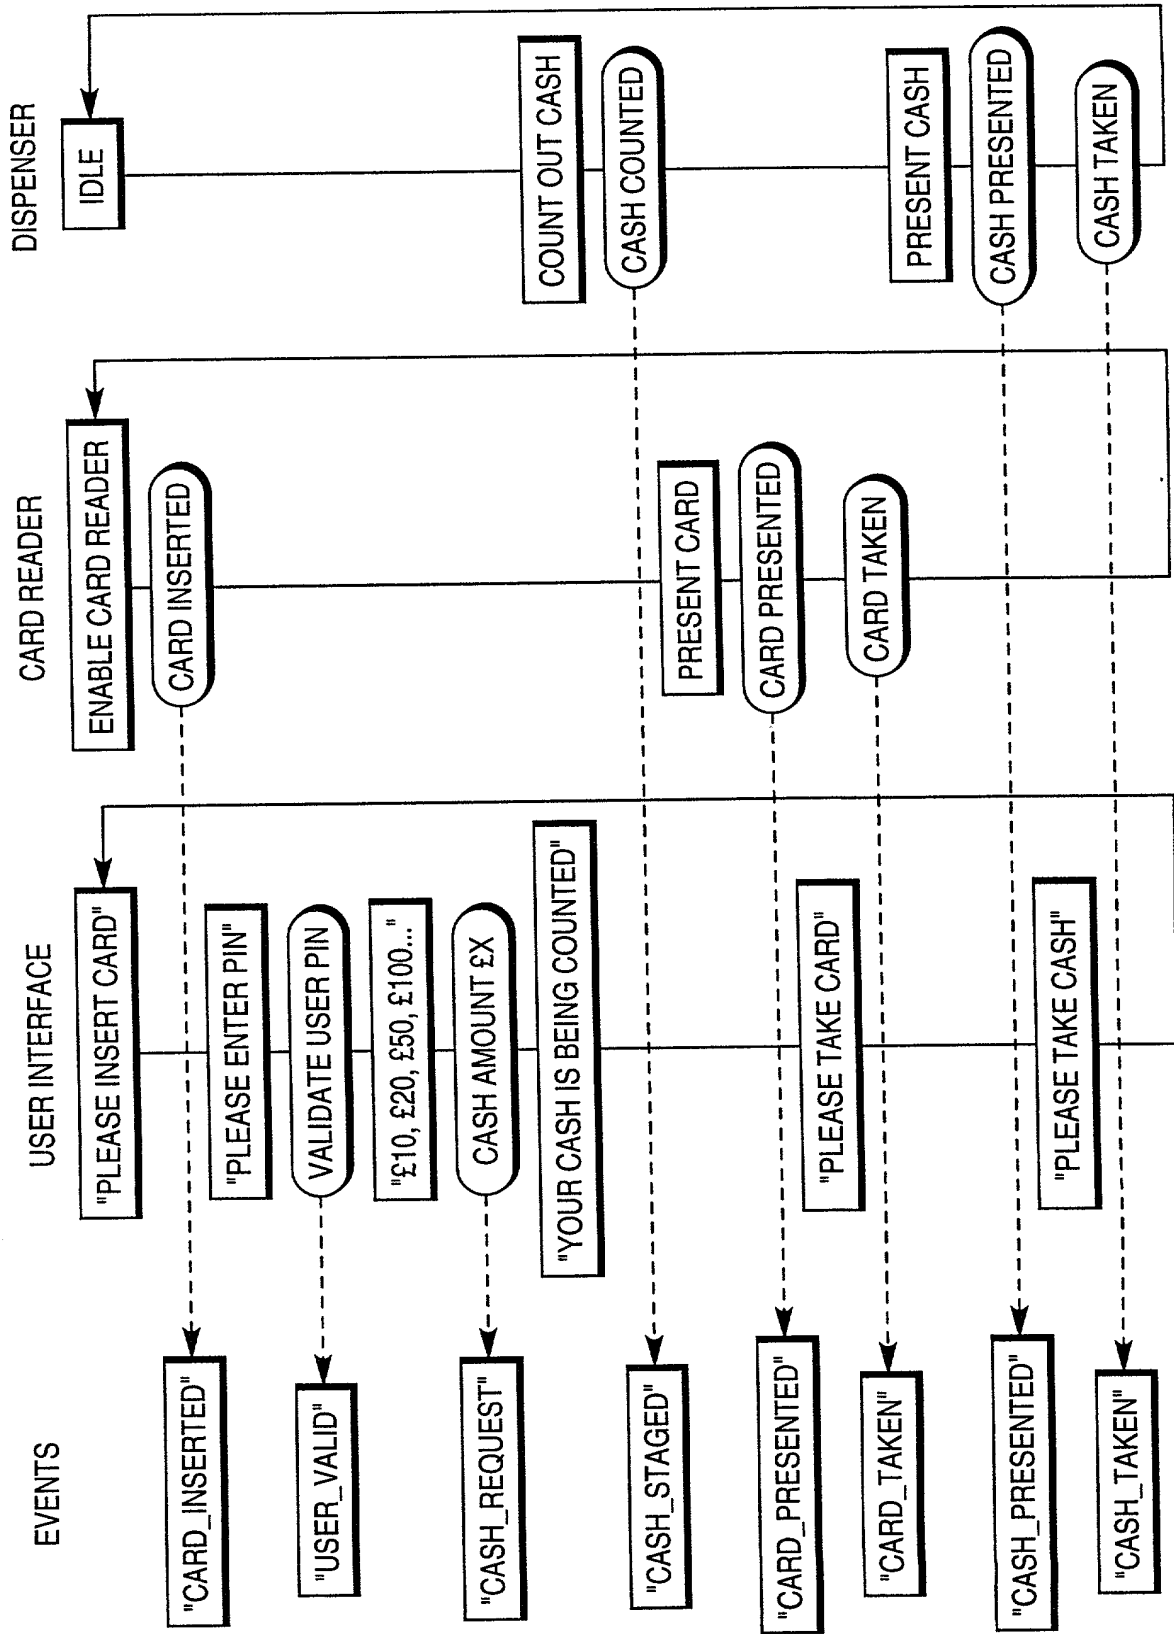 EVENTS
"CARD_INSERTED"
"USER_VALID"
"CASH_REQUEST"
"CASH_STAGED"
"CARD_PRESENTED"
"CARD_TAKEN"
"CASH_PRESENTED"
"CASH_TAKEN"
USER INTERFACE
"PLEASE INSERT CARD"
"PLEASE ENTER PIN"
VALIDATE USER PIN
"£10, £20, £50, £100..."
CASH AMOUNT £X
"YOUR CASH IS BEING COUNTED"
"PLEASE TAKE CARD"
"PLEASE TAKE CASH"
CARD READER
ENABLE CARD READER
CARD INSERTED
PRESENT CARD
CARD PRESENTED
CARD TAKEN
DISPENSER
IDLE
COUNT OUT CASH
CASH COUNTED
PRESENT CASH
CASH PRESENTED
CASH TAKEN